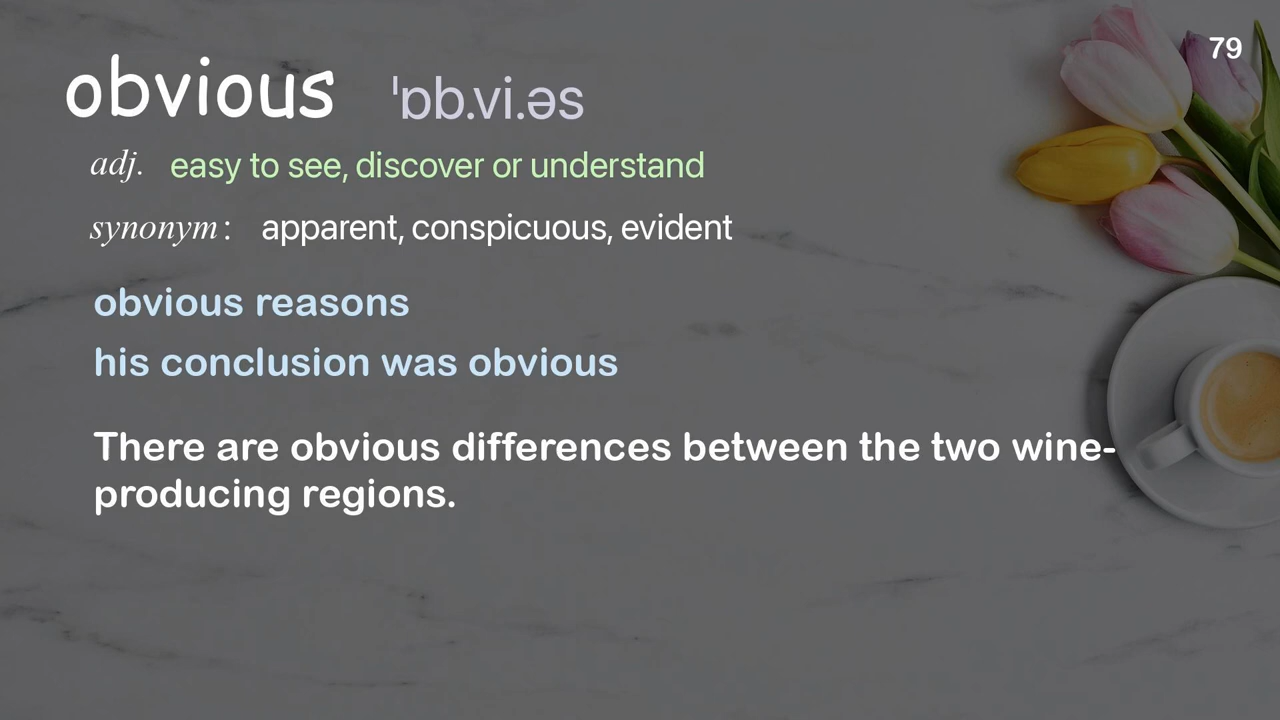 79
obvious ˈɒb.vi.əs
adj. easy to see, discover or understand
synonym: apparent, conspicuous, evident
obvious reasons
his conclusion was obvious
There are obvious differences between the two wine-
producing regions.